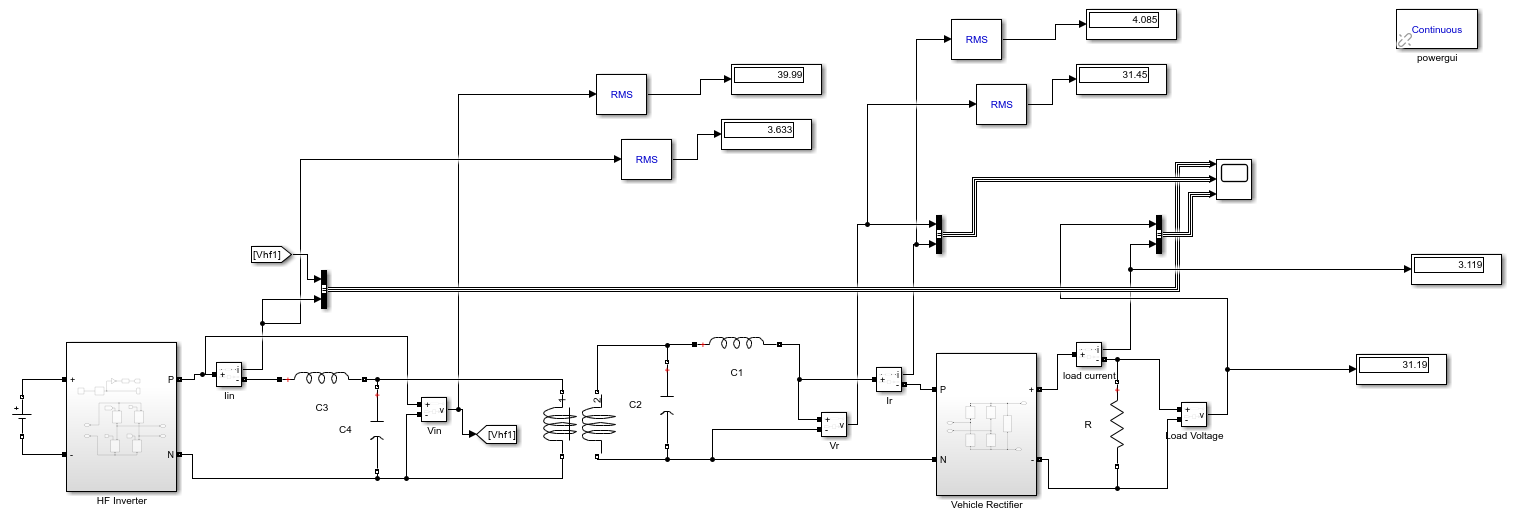 4.085
RMS
Continuous
powergui
39.99
31.45
RMS
RMS
3.633
RMS
[Vhf1]
3.119
P
+
Iin
+
-
i
C3
C4
+
-
v
Vin
[Vhf1]
1
2
C1
C2
+
-
i
Ir
+
-
v
Vr
+
-
i
load current
R
+
-
v
Load Voltage
31.19
+
+
-
N
HF Inverter
P
N
+
-
Vehicle Rectifier